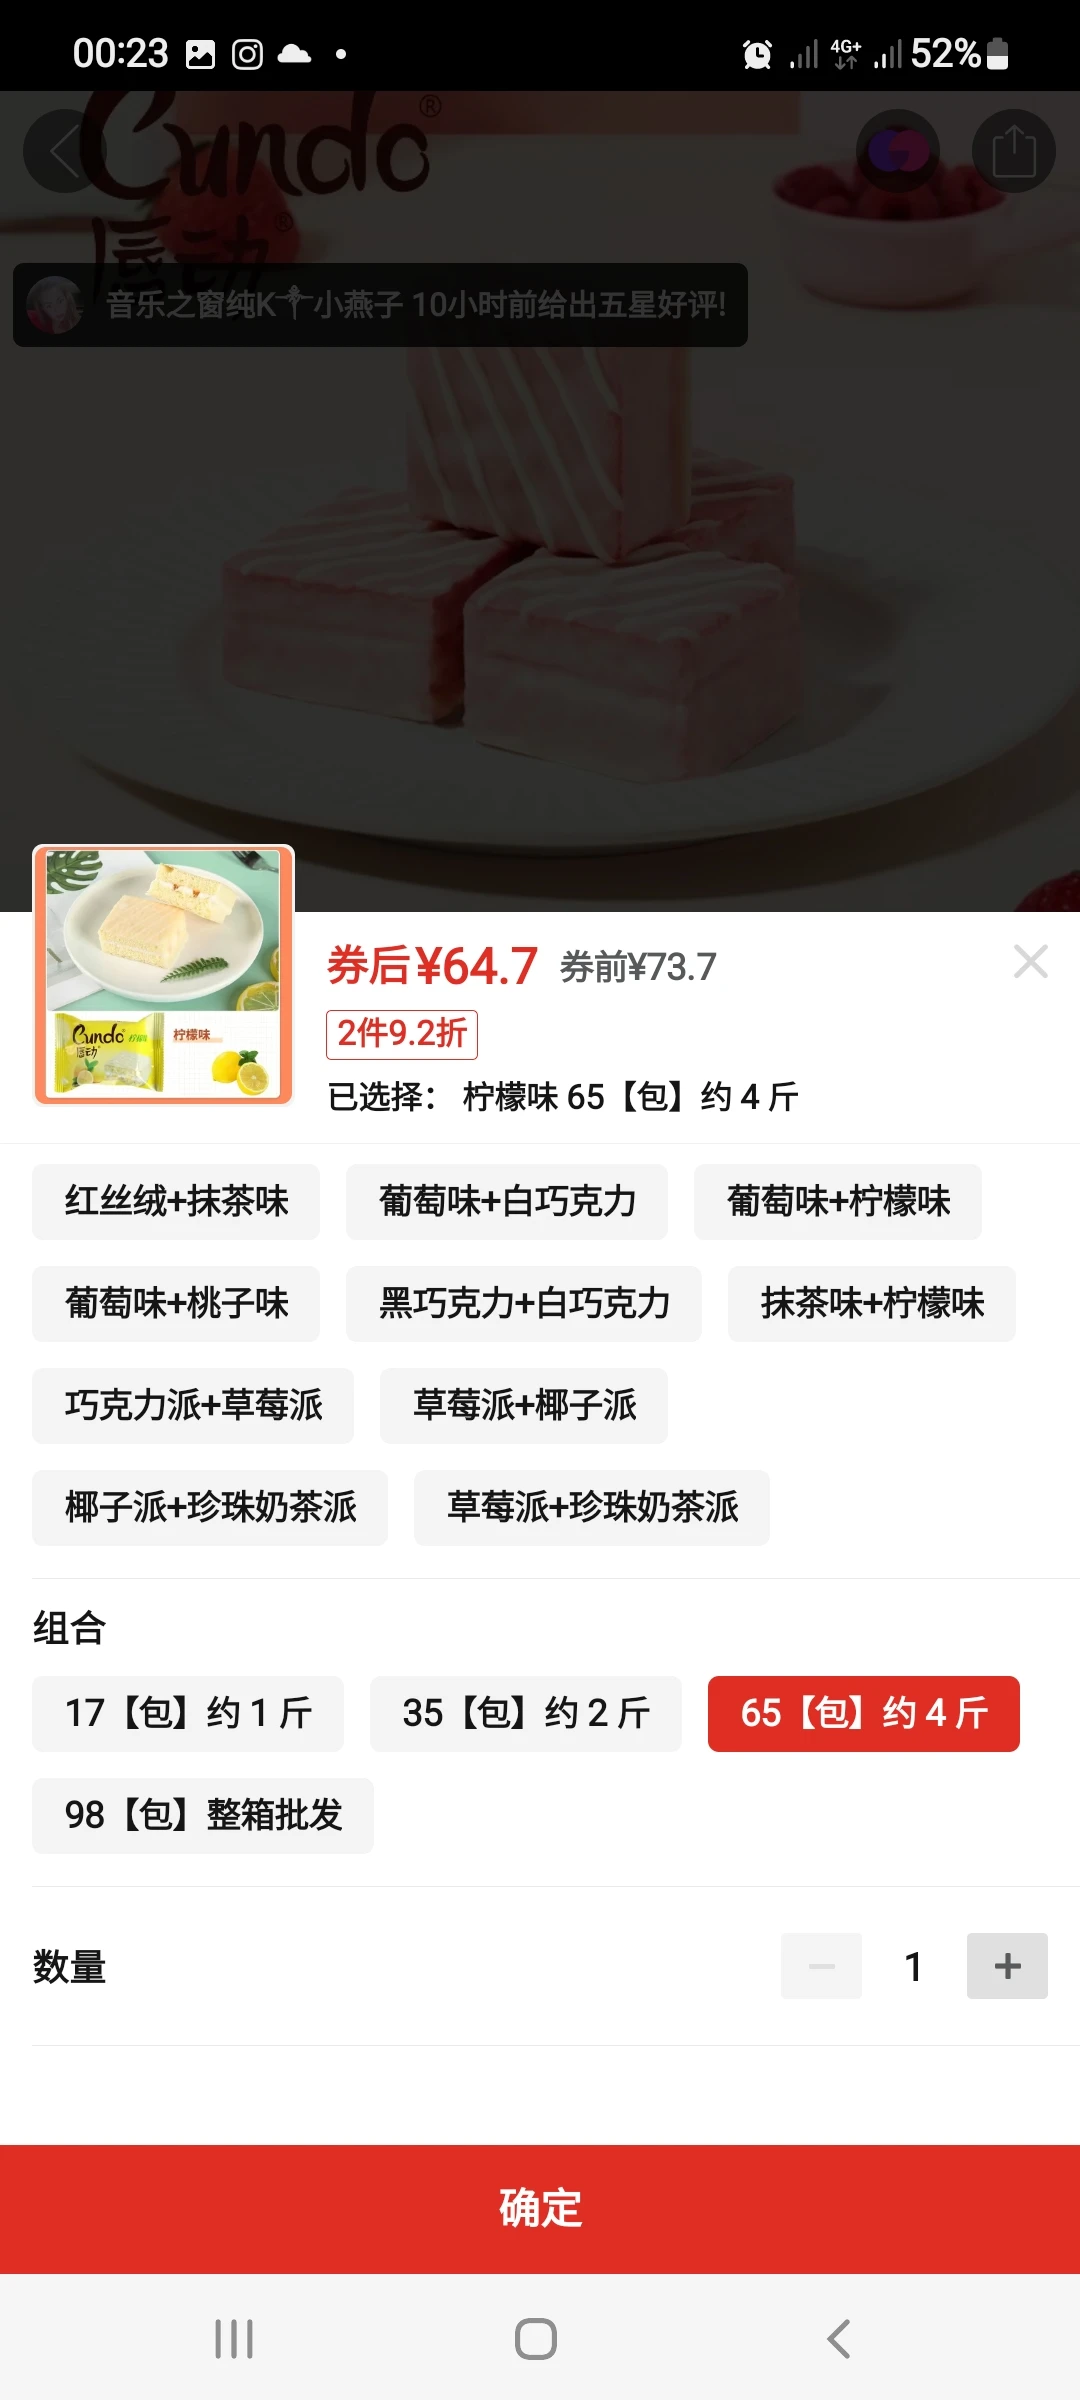 00:23
4G+
52%
Cundo®
唇动®
音乐之窗纯K 小燕子 10小时前给出五星好评!
券后¥64.7 券前¥73.7
2件9.2折
已选择： 柠檬味 65【包】约 4 斤
Cundo
唇动
柠檬味
红丝绒+抹茶味
葡萄味+白巧克力
葡萄味+柠檬味
葡萄味+桃子味
黑巧克力+白巧克力
抹茶味+柠檬味
巧克力派+草莓派
草莓派+椰子派
椰子派+珍珠奶茶派
草莓派+珍珠奶茶派
组合
17【包】约 1 斤
35【包】约 2 斤
65【包】约 4 斤
98【包】整箱批发
数量
1
确定